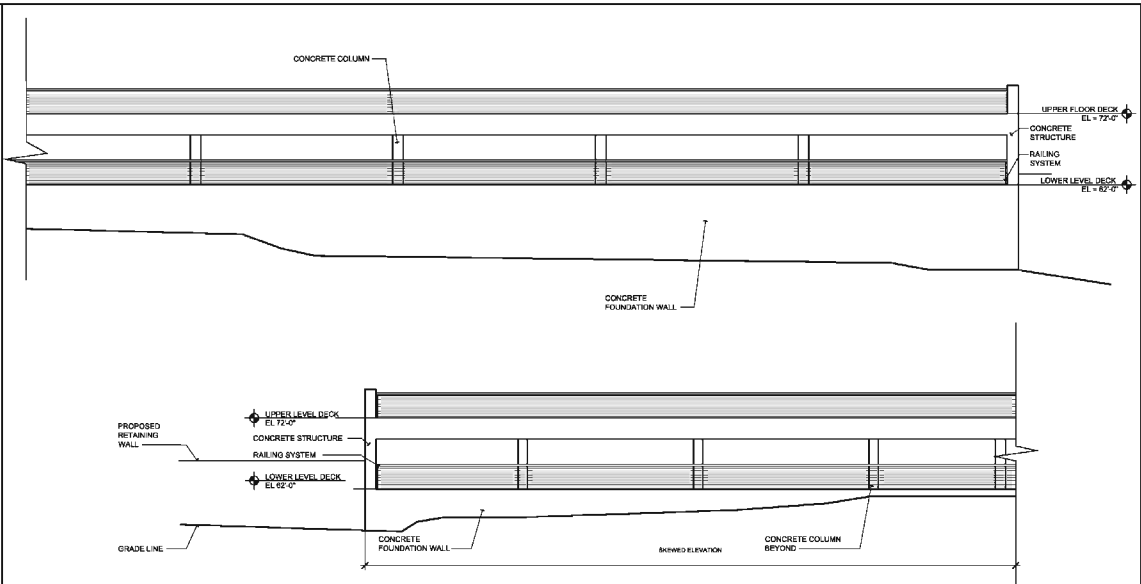 CONCRETE COLUMN
UPPER FLOOR DECK
EL = 72'-0"
CONCRETE
STRUCTURE
RAILING
SYSTEM
LOWER LEVEL DECK
EL = 62'-0"
CONCRETE
FOUNDATION WALL
UPPER LEVEL DECK
EL 72'-0"
PROPOSED
RETAINING
WALL
CONCRETE STRUCTURE
RAILING SYSTEM
LOWER LEVEL DECK
EL 62'-0"
GRADE LINE
CONCRETE
FOUNDATION WALL
SKEWED ELEVATION
CONCRETE COLUMN
BEYOND